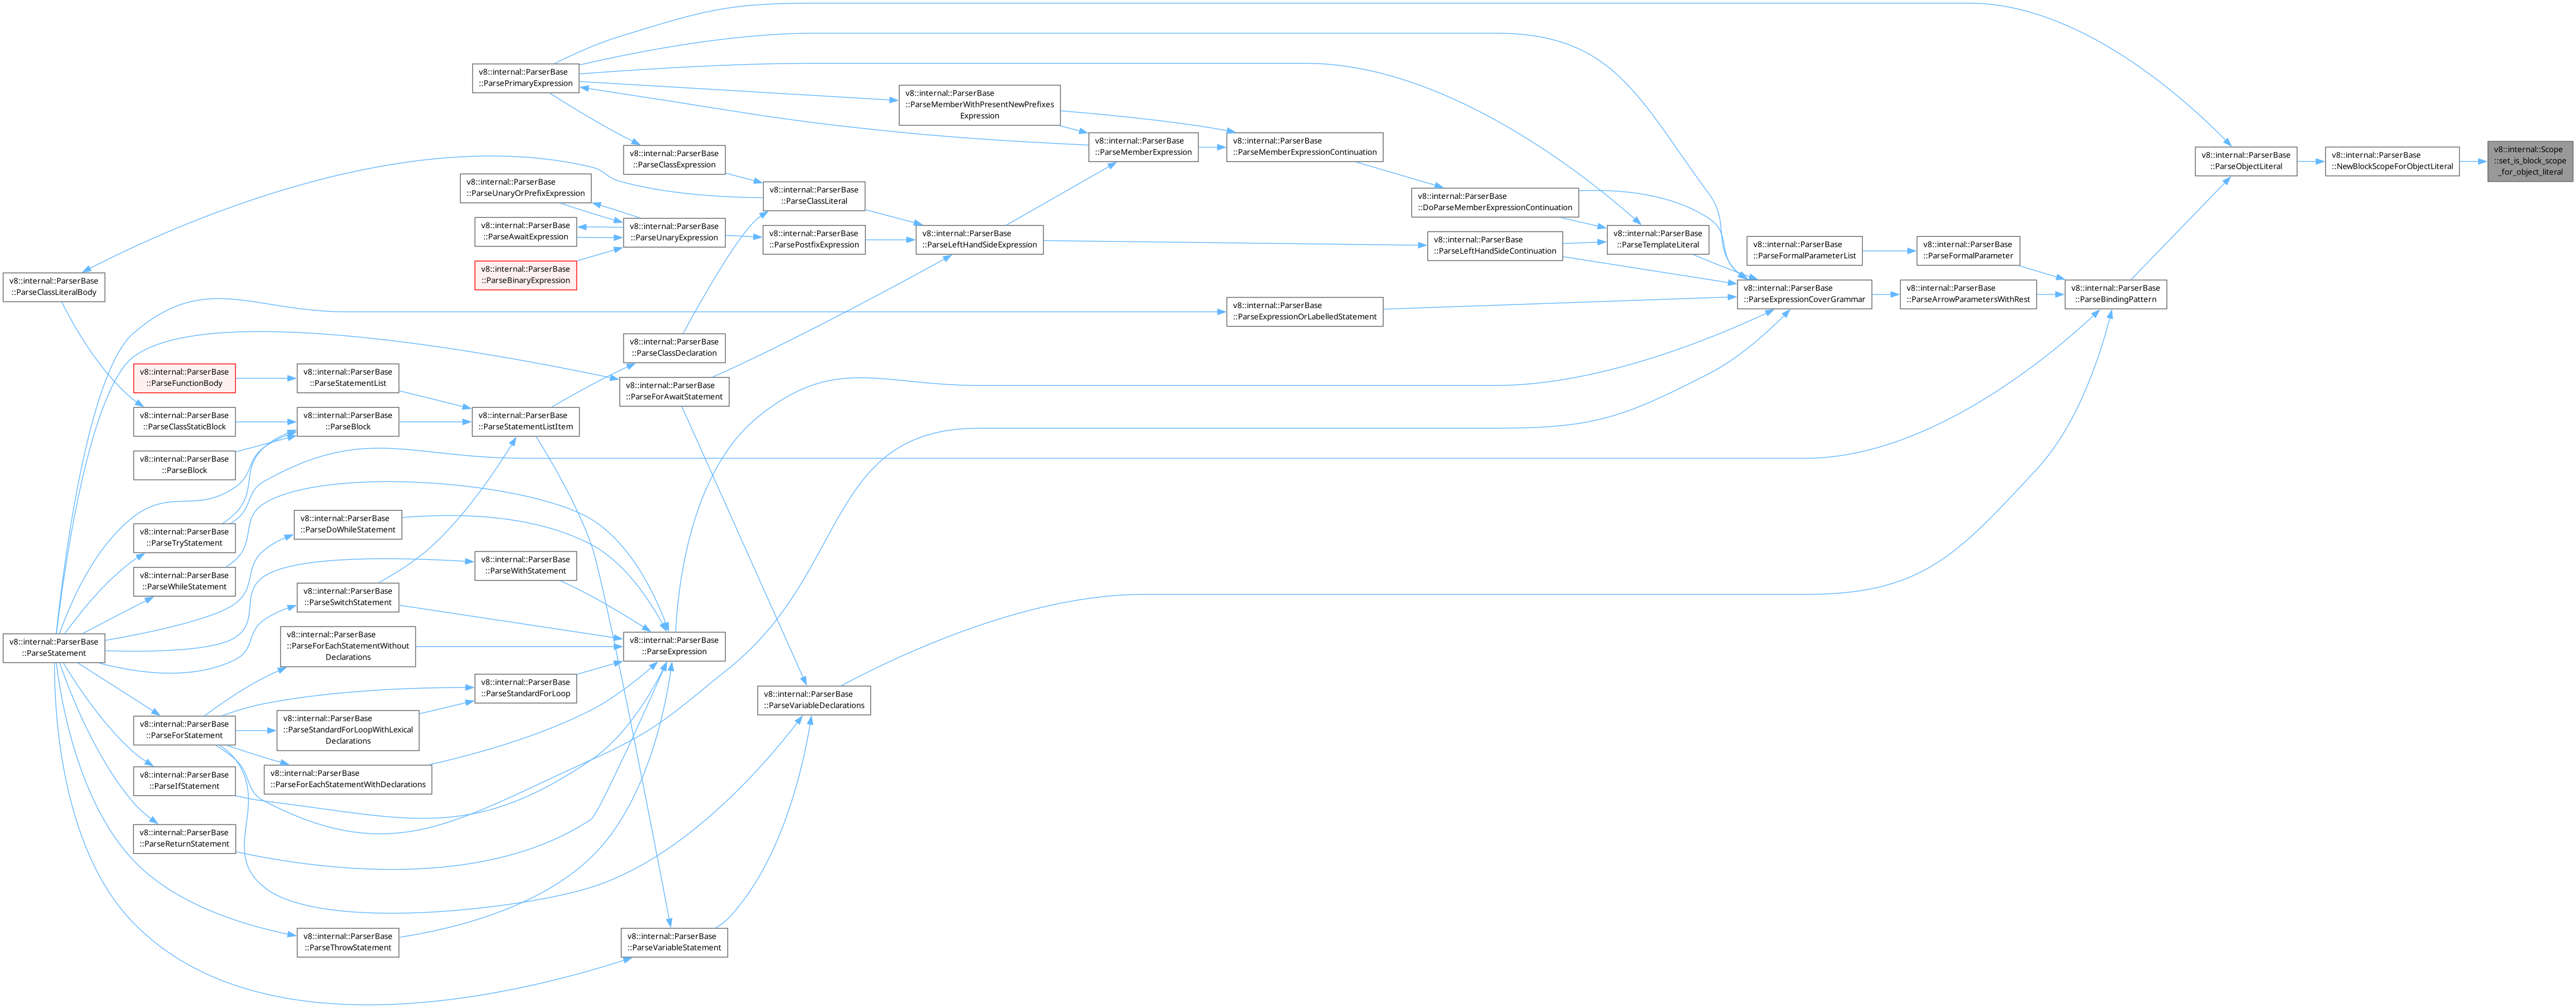 v8::internal::ParserBase
::ParsePrimaryExpression
v8::internal::ParserBase
::ParseMemberWithPresentNewPrefixes
Expression
v8::internal::ParserBase
::ParseMemberExpression
v8::internal::ParserBase
::ParseMemberExpressionContinuation
v8::internal::ParserBase
::ParseObjectLiteral
v8::internal::ParserBase
::NewBlockScopeForObjectLiteral
v8::internal::Scope
::set_is_block_scope
_for_object_literal
v8::internal::ParserBase
::ParseClassExpression
v8::internal::ParserBase
::ParseUnaryOrPrefixExpression
v8::internal::ParserBase
::ParseClassLiteral
v8::internal::ParserBase
::DoParseMemberExpressionContinuation
v8::internal::ParserBase
::ParseAwaitExpression
v8::internal::ParserBase
::ParseUnaryExpression
v8::internal::ParserBase
::ParsePostfixExpression
v8::internal::ParserBase
::ParseLeftHandSideExpression
v8::internal::ParserBase
::ParseLeftHandSideContinuation
v8::internal::ParserBase
::ParseTemplateLiteral
v8::internal::ParserBase
::ParseFormalParameterList
v8::internal::ParserBase
::ParseFormalParameter
v8::internal::ParserBase
::ParseBinaryExpression
v8::internal::ParserBase
::ParseClassLiteralBody
v8::internal::ParserBase
::ParseExpressionCoverGrammar
v8::internal::ParserBase
::ParseArrowParametersWithRest
v8::internal::ParserBase
::ParseBindingPattern
v8::internal::ParserBase
::ParseExpressionOrLabelledStatement
v8::internal::ParserBase
::ParseClassDeclaration
v8::internal::ParserBase
::ParseFunctionBody
v8::internal::ParserBase
::ParseStatementList
v8::internal::ParserBase
::ParseForAwaitStatement
v8::internal::ParserBase
::ParseClassStaticBlock
v8::internal::ParserBase
::ParseBlock
v8::internal::ParserBase
::ParseStatementListItem
v8::internal::ParserBase
::ParseBlock
v8::internal::ParserBase
::ParseTryStatement
v8::internal::ParserBase
::ParseDoWhileStatement
v8::internal::ParserBase
::ParseWithStatement
v8::internal::ParserBase
::ParseWhileStatement
v8::internal::ParserBase
::ParseSwitchStatement
v8::internal::ParserBase
::ParseStatement
v8::internal::ParserBase
::ParseForEachStatementWithout
Declarations
v8::internal::ParserBase
::ParseExpression
v8::internal::ParserBase
::ParseStandardForLoop
v8::internal::ParserBase
::ParseVariableDeclarations
v8::internal::ParserBase
::ParseForStatement
v8::internal::ParserBase
::ParseStandardForLoopWithLexical
Declarations
v8::internal::ParserBase
::ParseIfStatement
v8::internal::ParserBase
::ParseForEachStatementWithDeclarations
v8::internal::ParserBase
::ParseReturnStatement
v8::internal::ParserBase
::ParseThrowStatement
v8::internal::ParserBase
::ParseVariableStatement